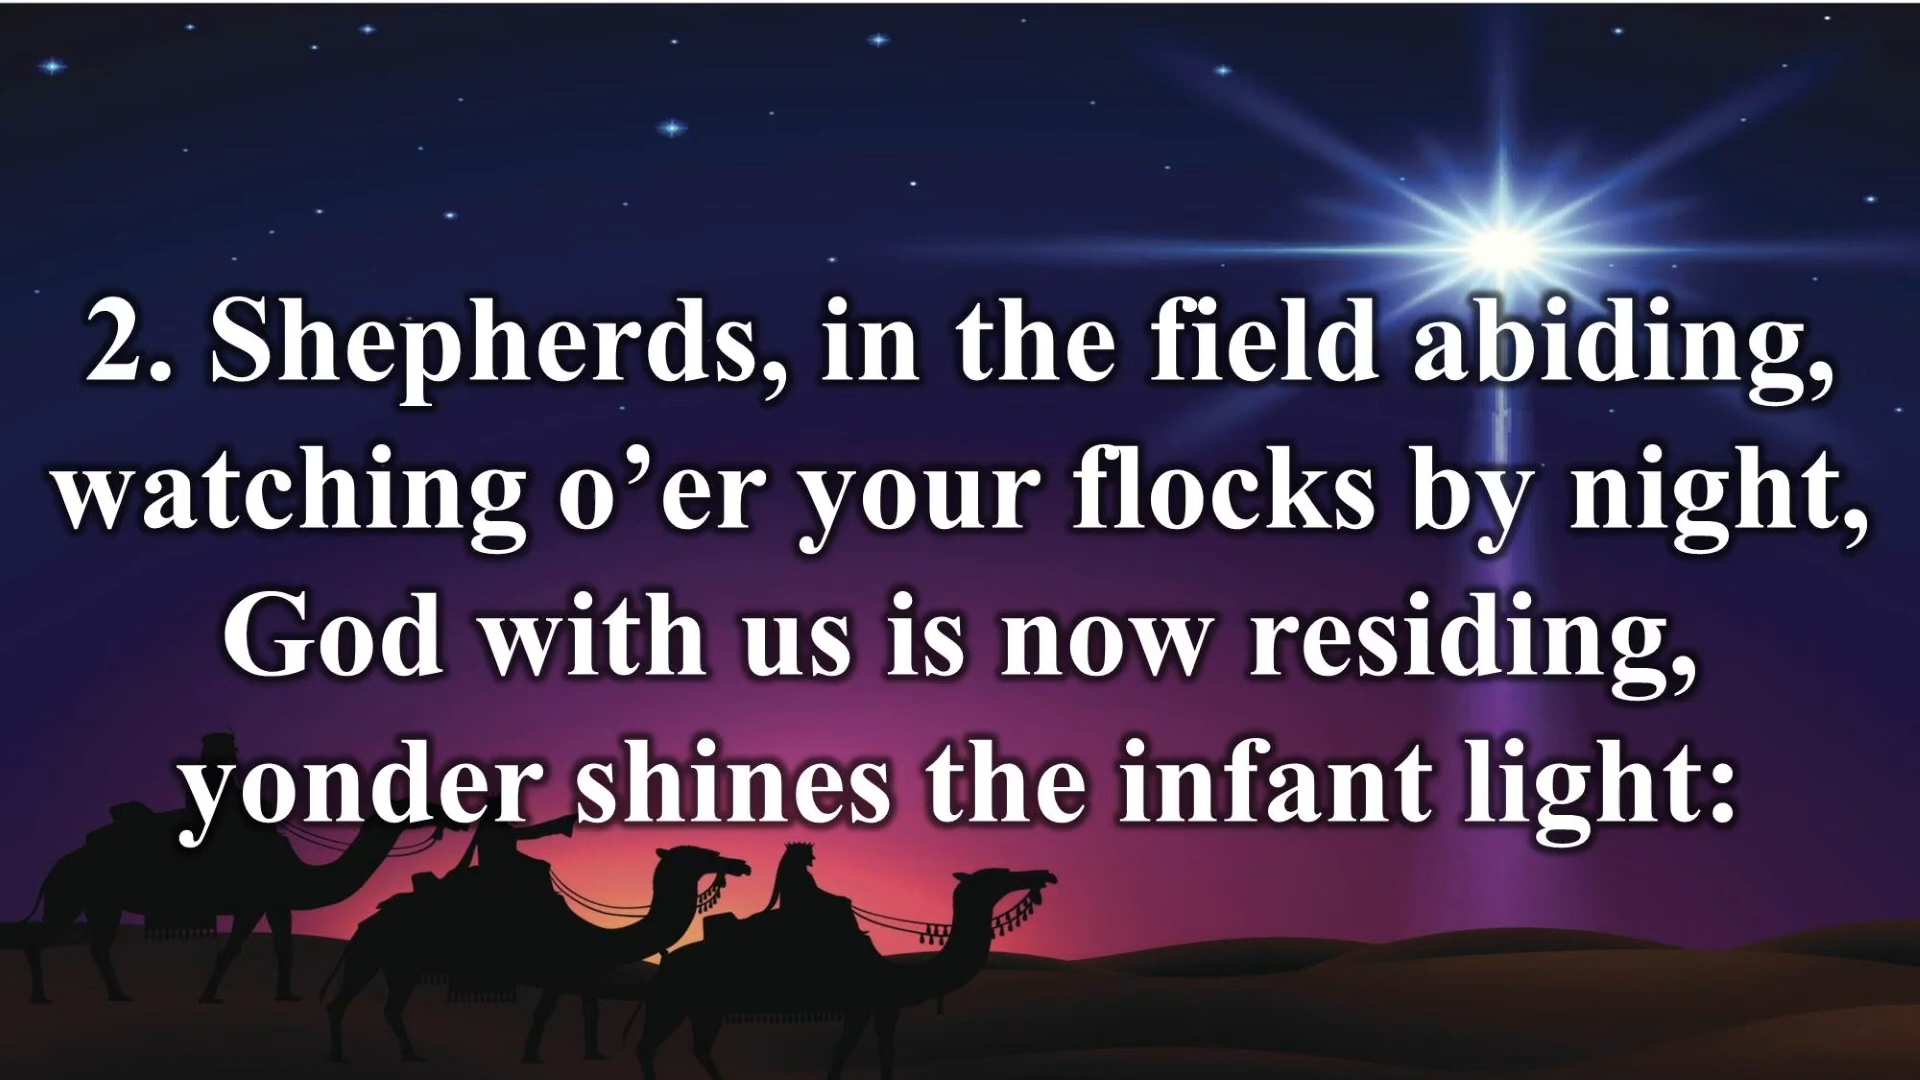 2. Shepherds, in the field abiding,
watching o’er your flocks by night,
God with us is now residing,
yonder shines the infant light: